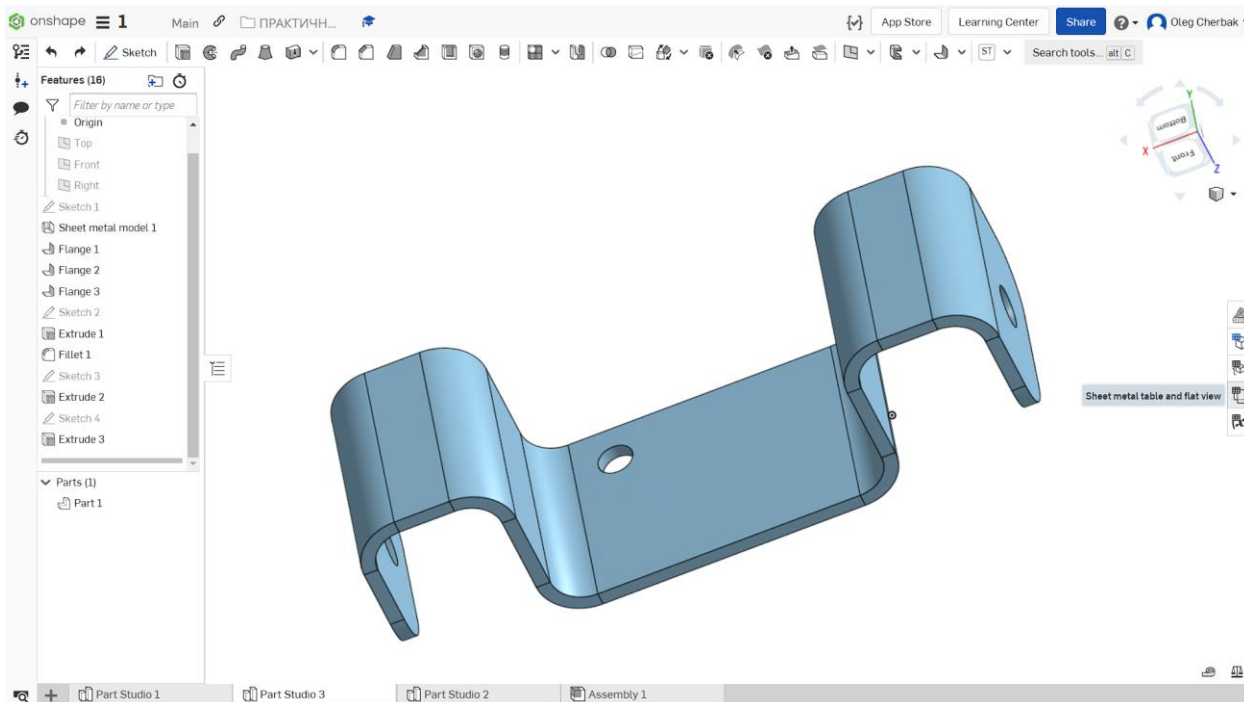 onshape 1 Main ПРАКТИЧН... App Store Learning Center Share Oleg Cherbak
Sketch ST Search tools... alt C
Features (16)
Filter by name or type
Origin
Top
Front
Right
Sketch 1
Sheet metal model 1
Flange 1
Flange 2
Flange 3
Sketch 2
Extrude 1
Fillet 1
Sketch 3
Extrude 2
Sketch 4
Extrude 3
Parts (1)
Part 1
Y
Bottom
X
Front
Z
Sheet metal table and flat view
Part Studio 1 Part Studio 3 Part Studio 2 Assembly 1